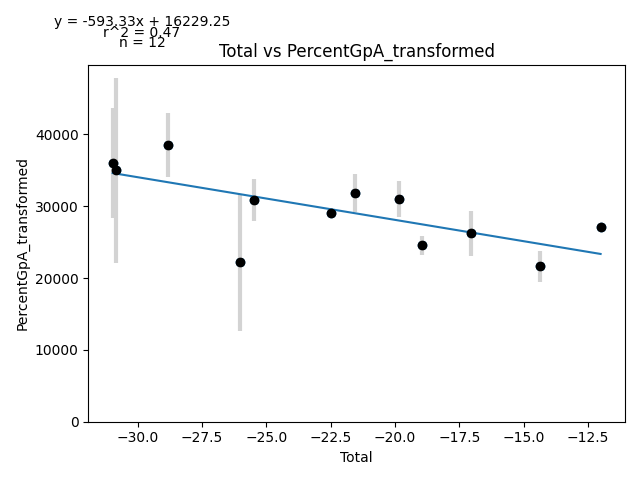 y = -593.33x + 16229.25
r^2 = 0.47
n = 12
Total vs PercentGpA_transformed
PercentGpA_transformed
40000
30000
20000
10000
0
−30.0 −27.5 −25.0 −22.5 −20.0 −17.5 −15.0 −12.5
Total